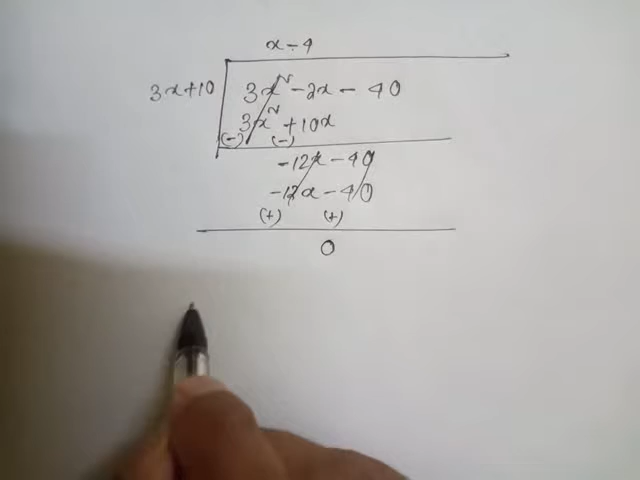 x - 4
3x+10 3x² - 2x - 40
3x² + 10x
(-) (-)
-12x - 40
-12x - 40
(+) (+)
0